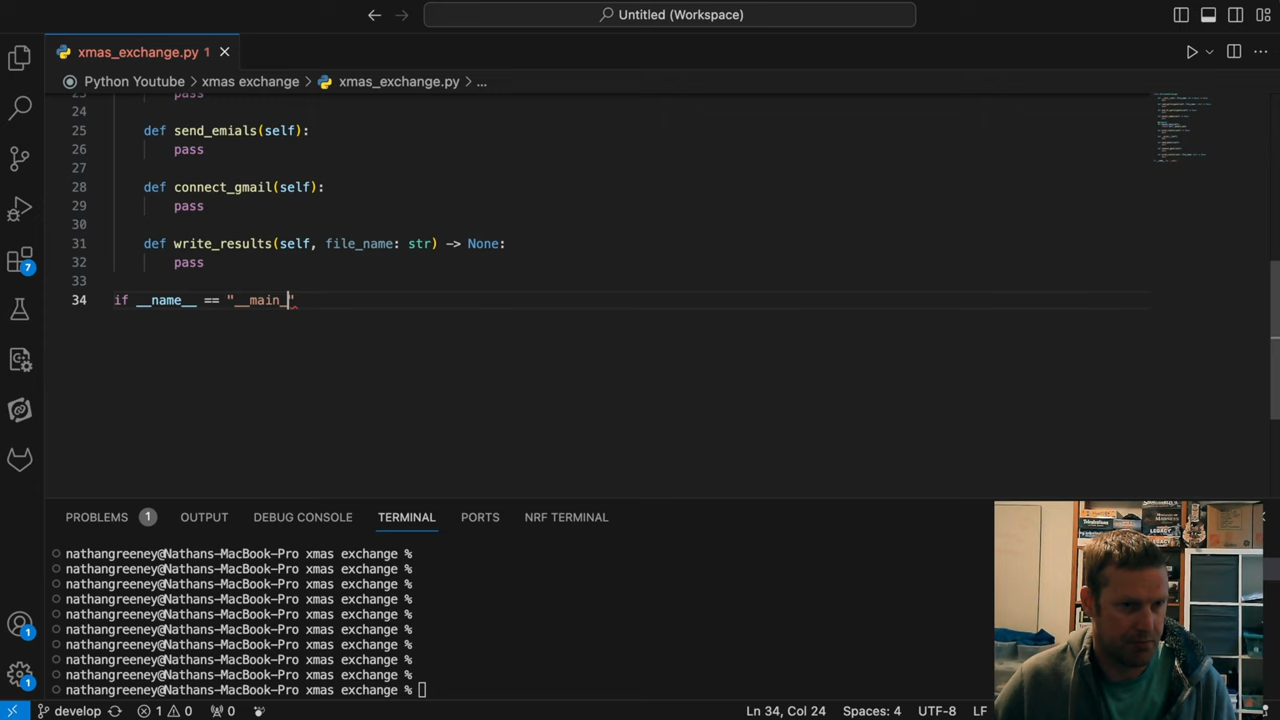 Untitled (Workspace)
xmas_exchange.py 1
Python Youtube > xmas exchange > xmas_exchange.py > ...
23 pass
24
25 def send_emials(self):
26 pass
27
28 def connect_gmail(self):
29 pass
30
31 def write_results(self, file_name: str) -> None:
32 pass
33
34 if __name__ == "__main_"
7
PROBLEMS 1 OUTPUT DEBUG CONSOLE TERMINAL PORTS NRF TERMINAL
nathangreeney@Nathans-MacBook-Pro xmas exchange %
nathangreeney@Nathans-MacBook-Pro xmas exchange %
nathangreeney@Nathans-MacBook-Pro xmas exchange %
nathangreeney@Nathans-MacBook-Pro xmas exchange %
nathangreeney@Nathans-MacBook-Pro xmas exchange %
nathangreeney@Nathans-MacBook-Pro xmas exchange %
nathangreeney@Nathans-MacBook-Pro xmas exchange %
nathangreeney@Nathans-MacBook-Pro xmas exchange %
nathangreeney@Nathans-MacBook-Pro xmas exchange %
nathangreeney@Nathans-MacBook-Pro xmas exchange %
1
1
develop 1 0 0 Ln 34, Col 24 Spaces: 4 UTF-8 LF